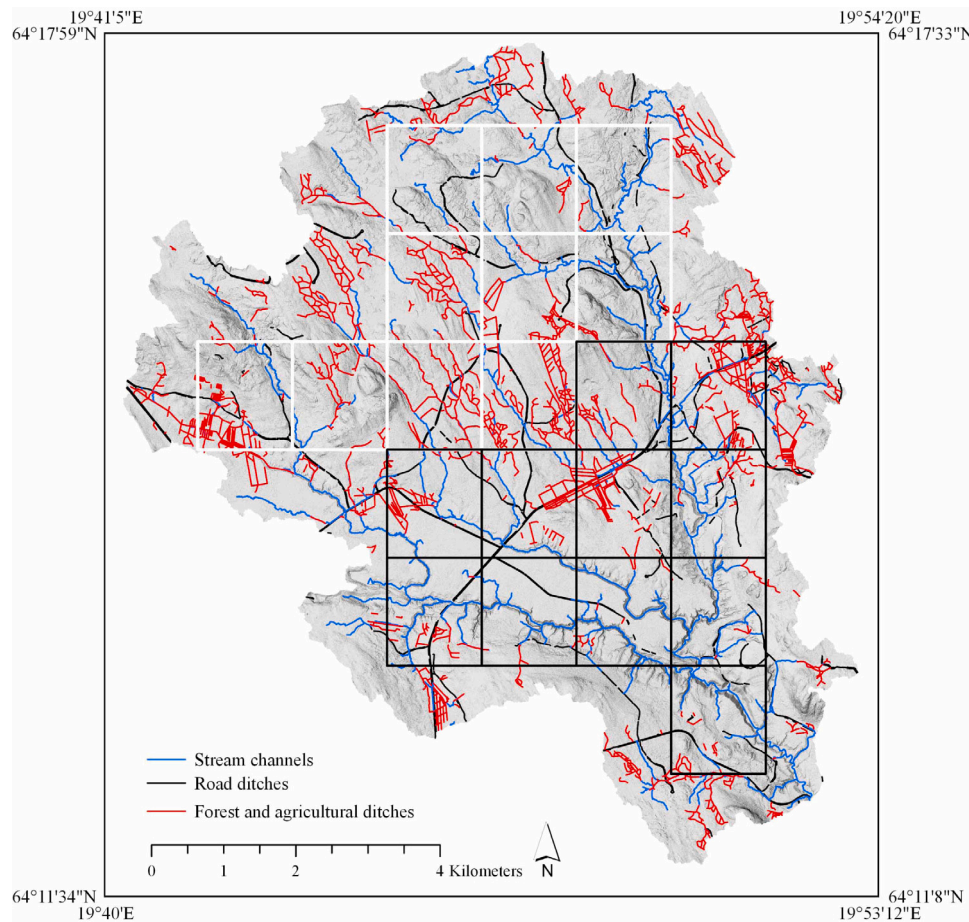 19°41'5"E 19°54'20"E
64°17'59"N 64°17'33"N
Stream channels
Road ditches
Forest and agricultural ditches
0 1 2 4 Kilometers
N
64°11'34"N 64°11'8"N
19°40'E 19°53'12"E